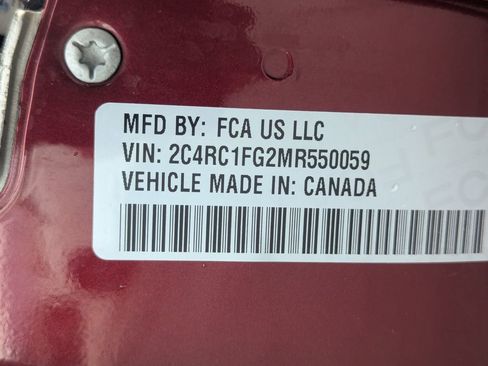 MFD BY: FCA US LLC
VIN: 2C4RC1FG2MR550059
VEHICLE MADE IN: CANADA